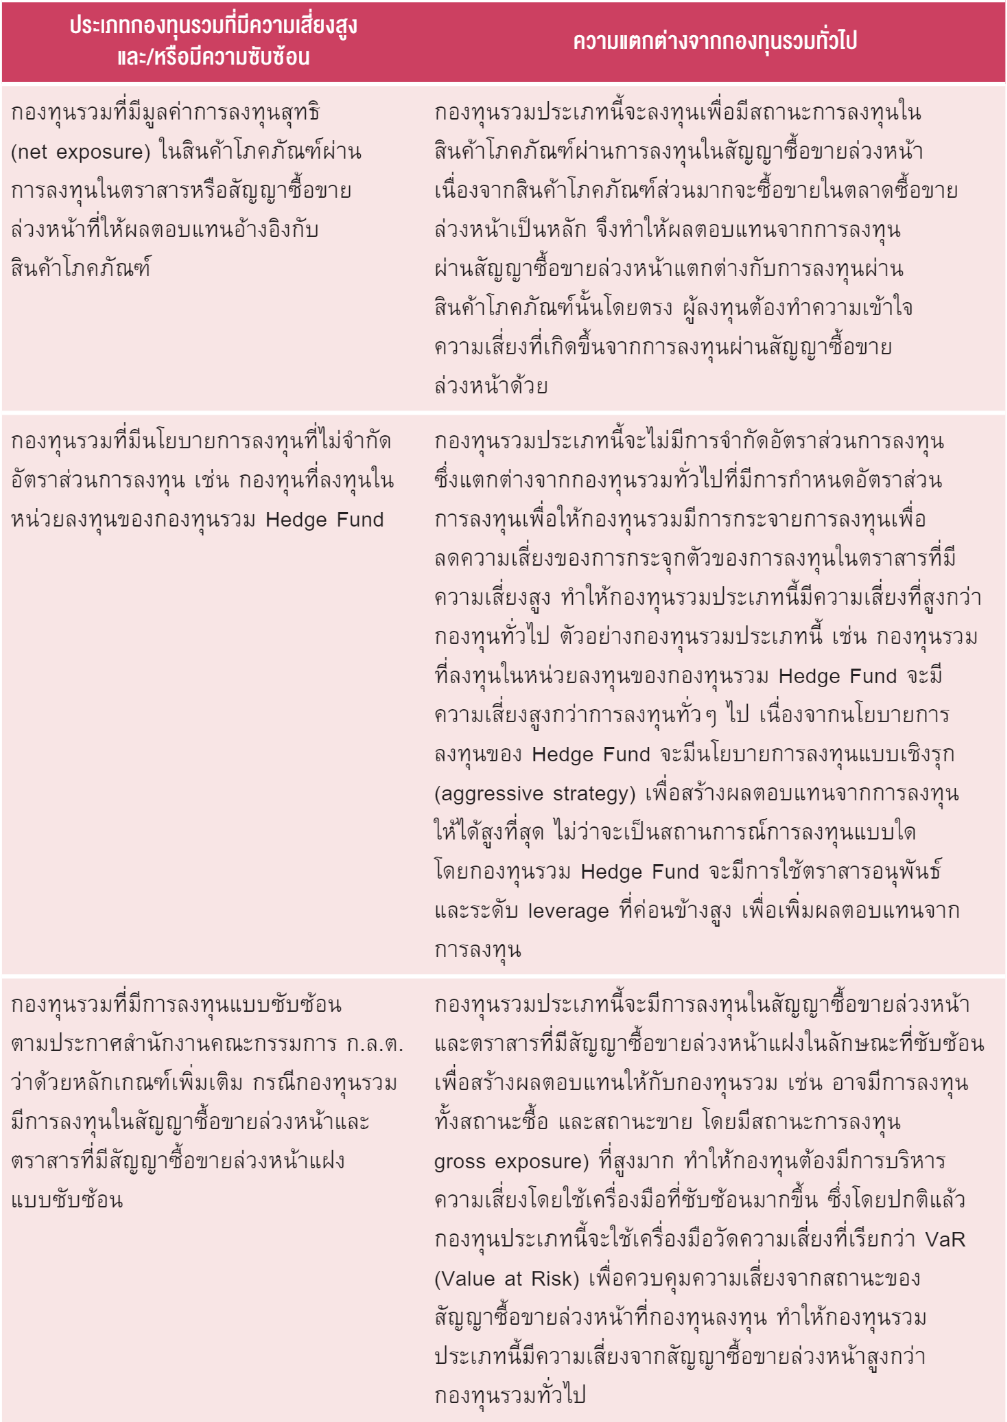 ประเภทกองทุนรวมที่มีความเสี่ยงสูง
และ/หรือมีความซับซ้อน
ความแตกต่างจากกองทุนรวมทั่วไป
กองทุนรวมที่มีมูลค่าการลงทุนสุทธิ
(net exposure) ในสินค้าโภคภัณฑ์ผ่าน
การลงทุนในตราสารหรือสัญญาซื้อขาย
ล่วงหน้าที่ให้ผลตอบแทนอ้างอิงกับ
สินค้าโภคภัณฑ์
กองทุนรวมประเภทนี้จะลงทุนเพื่อมีสถานะการลงทุนใน
สินค้าโภคภัณฑ์ผ่านการลงทุนในสัญญาซื้อขายล่วงหน้า
เนื่องจากสินค้าโภคภัณฑ์ส่วนมากจะซื้อขายในตลาดซื้อขาย
ล่วงหน้าเป็นหลัก จึงทำให้ผลตอบแทนจากการลงทุน
ผ่านสัญญาซื้อขายล่วงหน้าแตกต่างกับการลงทุนผ่าน
สินค้าโภคภัณฑ์นั้นโดยตรง ผู้ลงทุนต้องทำความเข้าใจ
ความเสี่ยงที่เกิดขึ้นจากการลงทุนผ่านสัญญาซื้อขาย
ล่วงหน้าด้วย
กองทุนรวมที่มีนโยบายการลงทุนที่ไม่จำกัด
อัตราส่วนการลงทุน เช่น กองทุนที่ลงทุนใน
หน่วยลงทุนของกองทุนรวม Hedge Fund
กองทุนรวมประเภทนี้จะไม่มีการจำกัดอัตราส่วนการลงทุน
ซึ่งแตกต่างจากกองทุนรวมทั่วไปที่มีการกำหนดอัตราส่วน
การลงทุนเพื่อให้กองทุนรวมมีการกระจายการลงทุนเพื่อ
ลดความเสี่ยงของการกระจุกตัวของการลงทุนในตราสารที่มี
ความเสี่ยงสูง ทำให้กองทุนรวมประเภทนี้มีความเสี่ยงที่สูงกว่า
กองทุนทั่วไป ตัวอย่างกองทุนรวมประเภทนี้ เช่น กองทุนรวม
ที่ลงทุนในหน่วยลงทุนของกองทุนรวม Hedge Fund จะมี
ความเสี่ยงสูงกว่าการลงทุนทั่วๆ ไป เนื่องจากนโยบายการ
ลงทุนของ Hedge Fund จะมีนโยบายการลงทุนแบบเชิงรุก
(aggressive strategy) เพื่อสร้างผลตอบแทนจากการลงทุน
ให้ได้สูงที่สุด ไม่ว่าจะเป็นสถานการณ์การลงทุนแบบใด
โดยกองทุนรวม Hedge Fund จะมีการใช้ตราสารอนุพันธ์
และระดับ leverage ที่ค่อนข้างสูง เพื่อเพิ่มผลตอบแทนจาก
การลงทุน
กองทุนรวมที่มีการลงทุนแบบซับซ้อน
ตามประกาศสำนักงานคณะกรรมการ ก.ล.ต.
ว่าด้วยหลักเกณฑ์เพิ่มเติม กรณีกองทุนรวม
มีการลงทุนในสัญญาซื้อขายล่วงหน้าและ
ตราสารที่มีสัญญาซื้อขายล่วงหน้าแฝง
แบบซับซ้อน
กองทุนรวมประเภทนี้จะมีการลงทุนในสัญญาซื้อขายล่วงหน้า
และตราสารที่มีสัญญาซื้อขายล่วงหน้าแฝงในลักษณะที่ซับซ้อน
เพื่อสร้างผลตอบแทนให้กับกองทุนรวม เช่น อาจมีการลงทุน
ทั้งสถานะซื้อ และสถานะขาย โดยมีสถานะการลงทุน
gross exposure) ที่สูงมาก ทำให้กองทุนต้องมีการบริหาร
ความเสี่ยงโดยใช้เครื่องมือที่ซับซ้อนมากขึ้น ซึ่งโดยปกติแล้ว
กองทุนประเภทนี้จะใช้เครื่องมือวัดความเสี่ยงที่เรียกว่า VaR
(Value at Risk) เพื่อควบคุมความเสี่ยงจากสถานะของ
สัญญาซื้อขายล่วงหน้าที่กองทุนลงทุน ทำให้กองทุนรวม
ประเภทนี้มีความเสี่ยงจากสัญญาซื้อขายล่วงหน้าสูงกว่า
กองทุนรวมทั่วไป